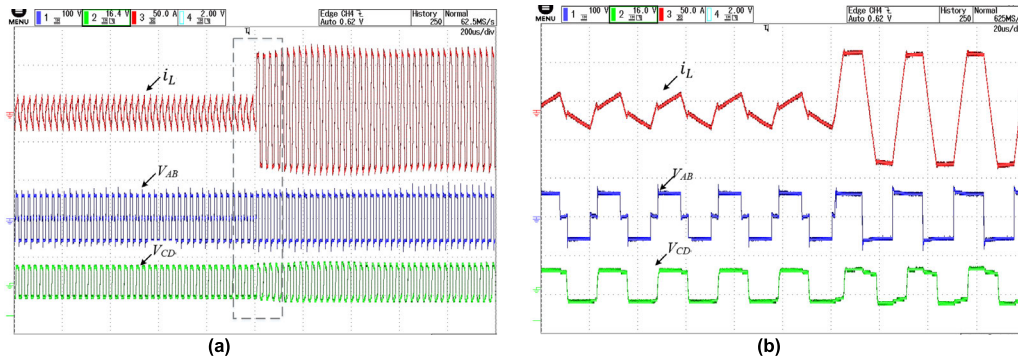 MENU 1 100 V 2 16.4 V 3 50.0 A 4 2.00 V Edge CH4 Auto 0.62 V History 250 Normal 62.5MS/s
200us/div
i_L
V_AB
V_CD
(a)
MENU 1 100 V 2 16.0 V 3 50.0 A 4 2.00 V Edge CH4 Auto 0.62 V History 250 Normal 625MS/s
20us/d
i_L
V_AB
V_CD
(b)